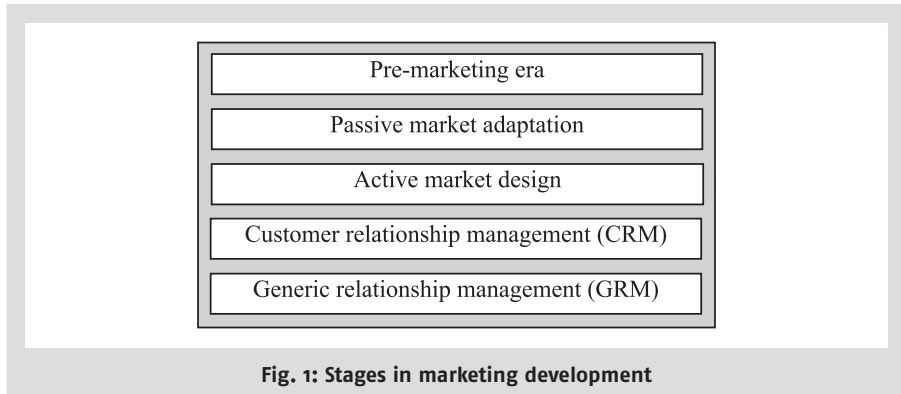 Pre-marketing era
Passive market adaptation
Active market design
Customer relationship management (CRM)
Generic relationship management (GRM)
Fig. 1: Stages in marketing development